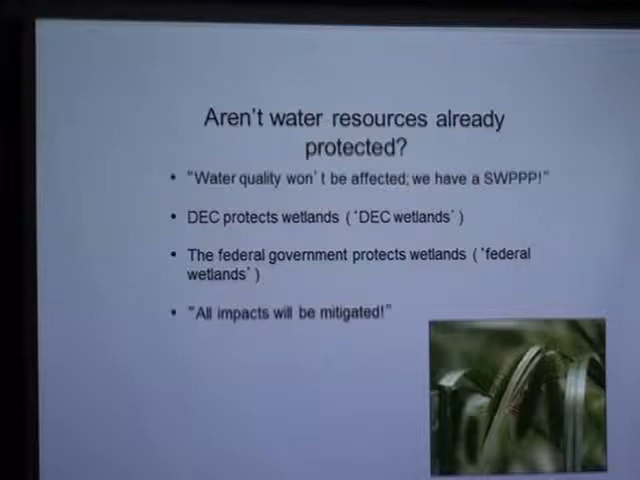 Aren't water resources already
protected?
• "Water quality won't be affected; we have a SWPPP!"
• DEC protects wetlands ('DEC wetlands')
• The federal government protects wetlands ('federal
wetlands')
• "All impacts will be mitigated!"